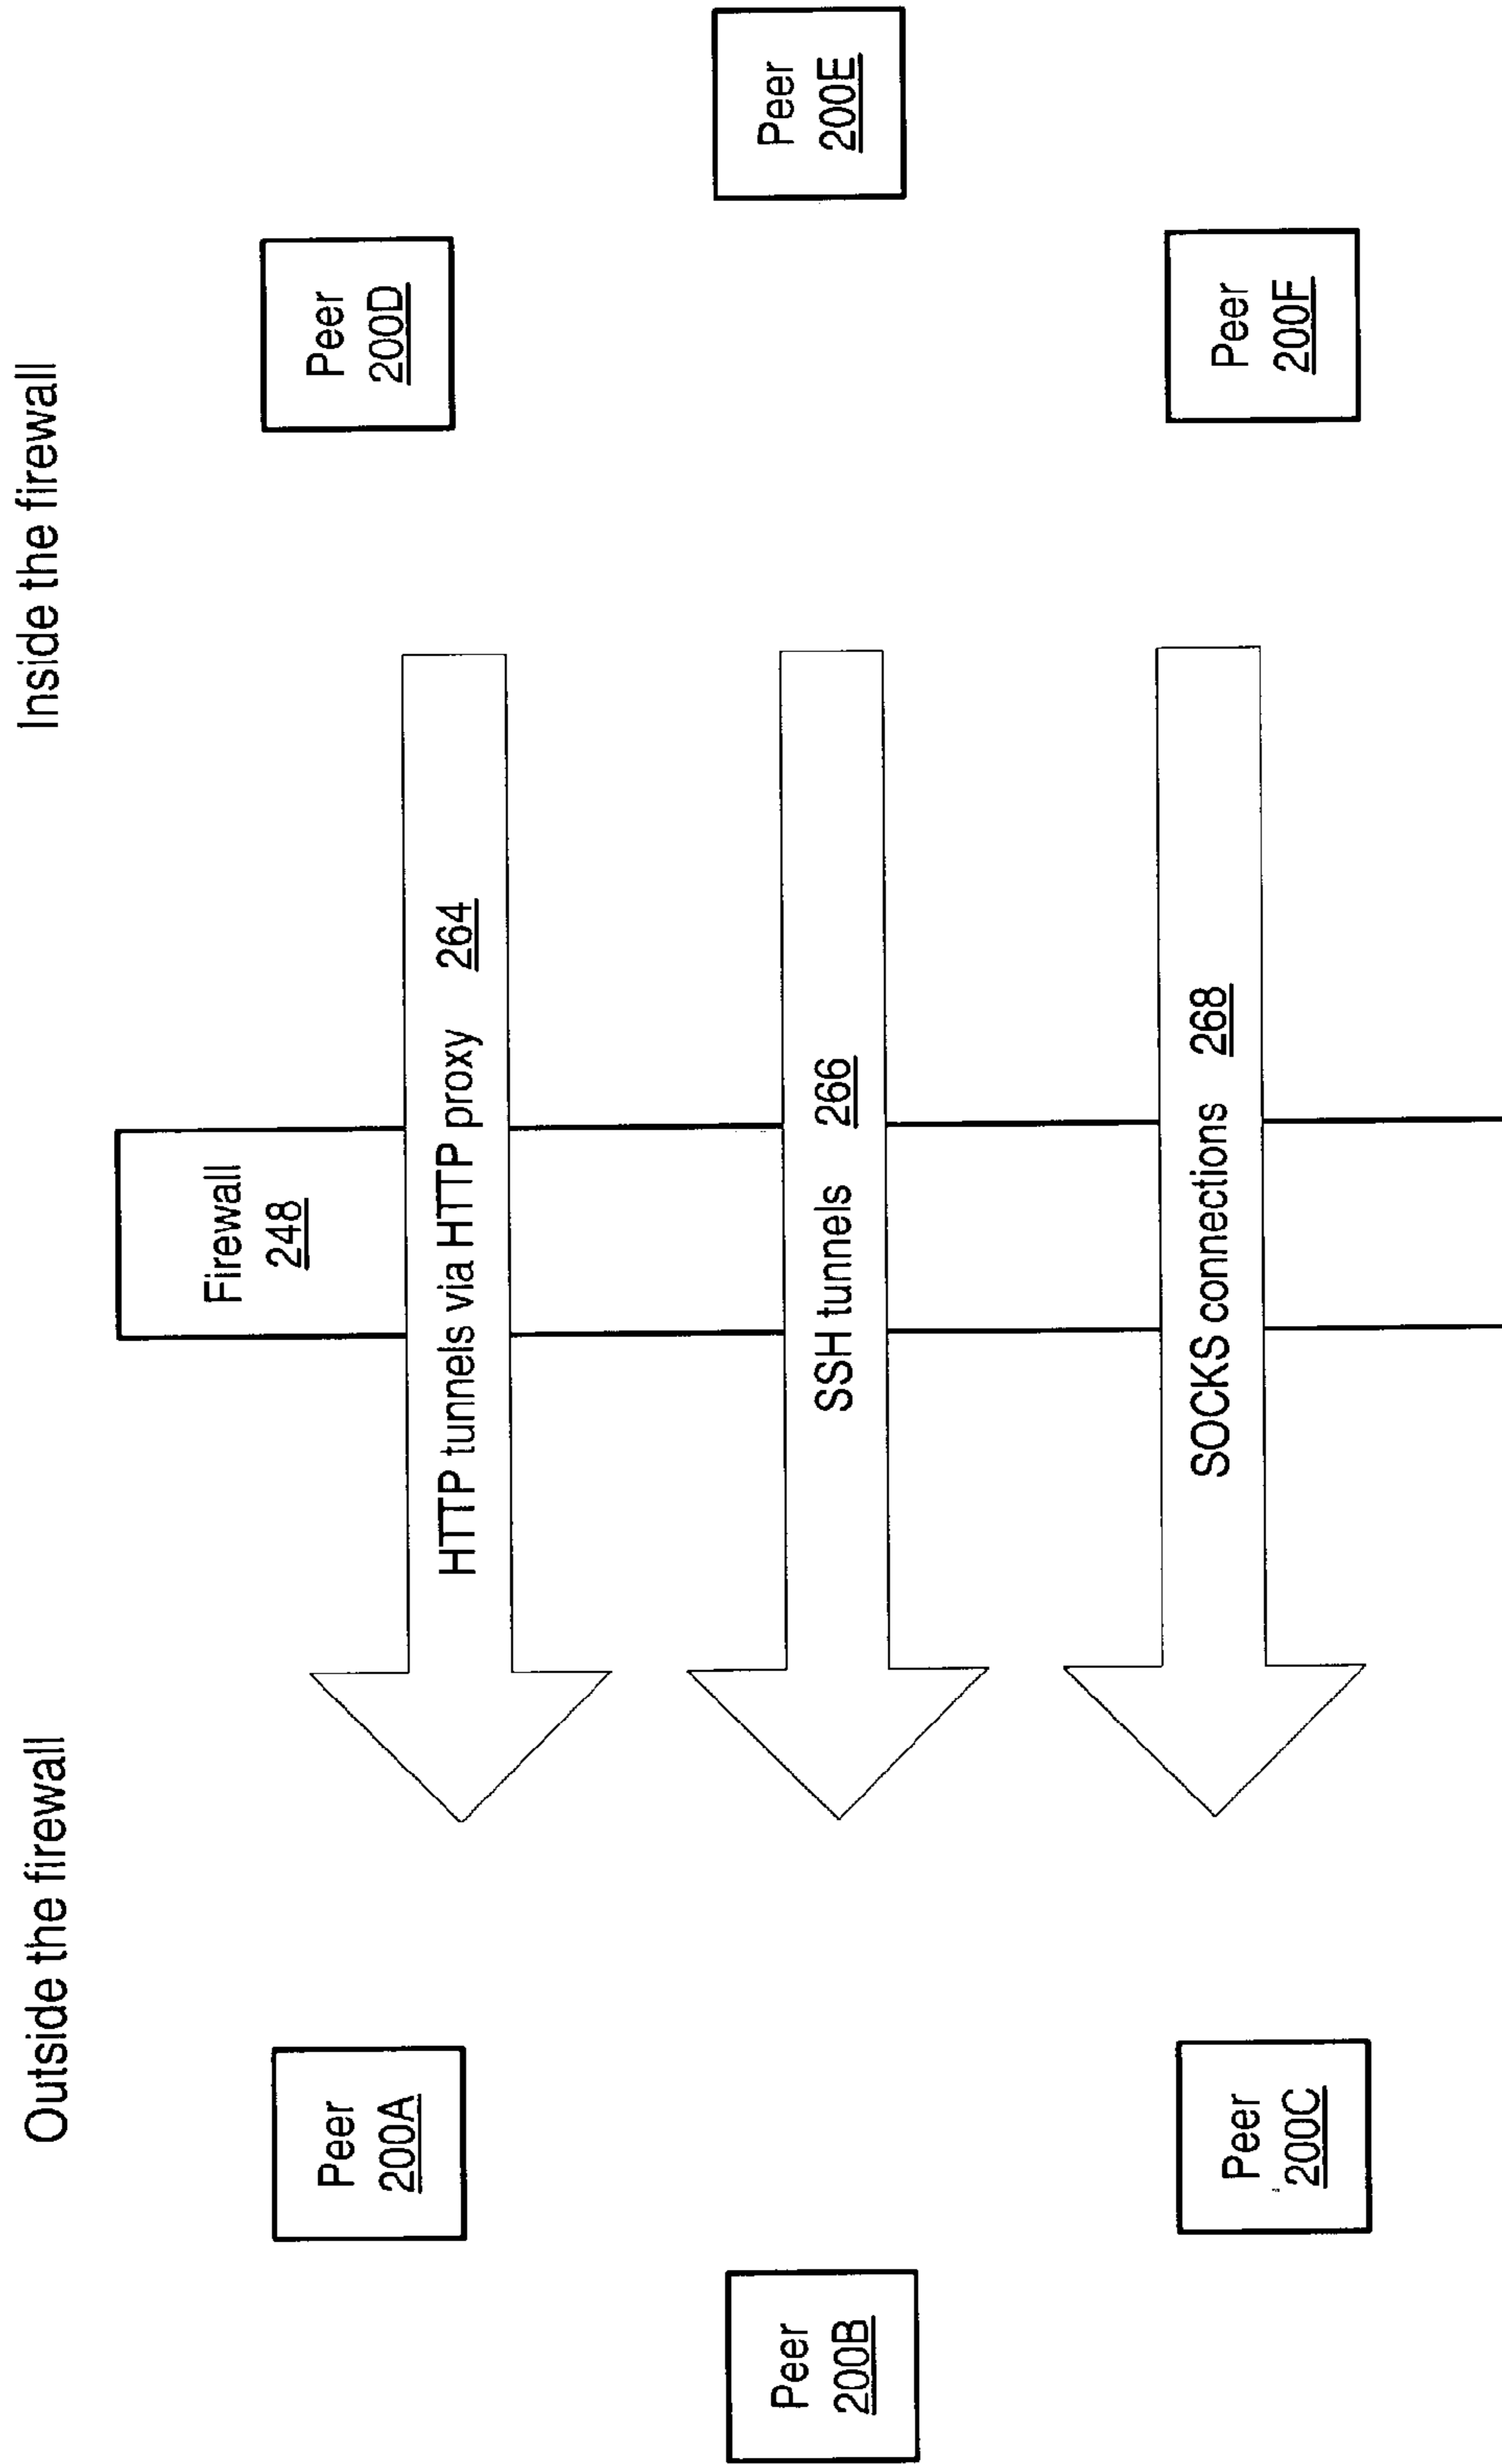 Outside the firewall
Inside the firewall
Firewall
248
Peer
200A
Peer
200D
HTTP tunnels via HTTP proxy 264
Peer
200B
SSH tunnels 266
Peer
200E
Peer
200C
SOCKS connections 268
Peer
200F